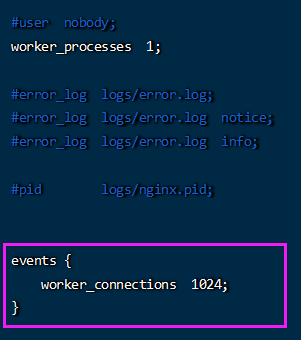 #user  nobody;
worker_processes  1;
#error_log  logs/error.log;
#error_log  logs/error.log  notice;
#error_log  logs/error.log  info;
#pid        logs/nginx.pid;
events {
    worker_connections  1024;
}